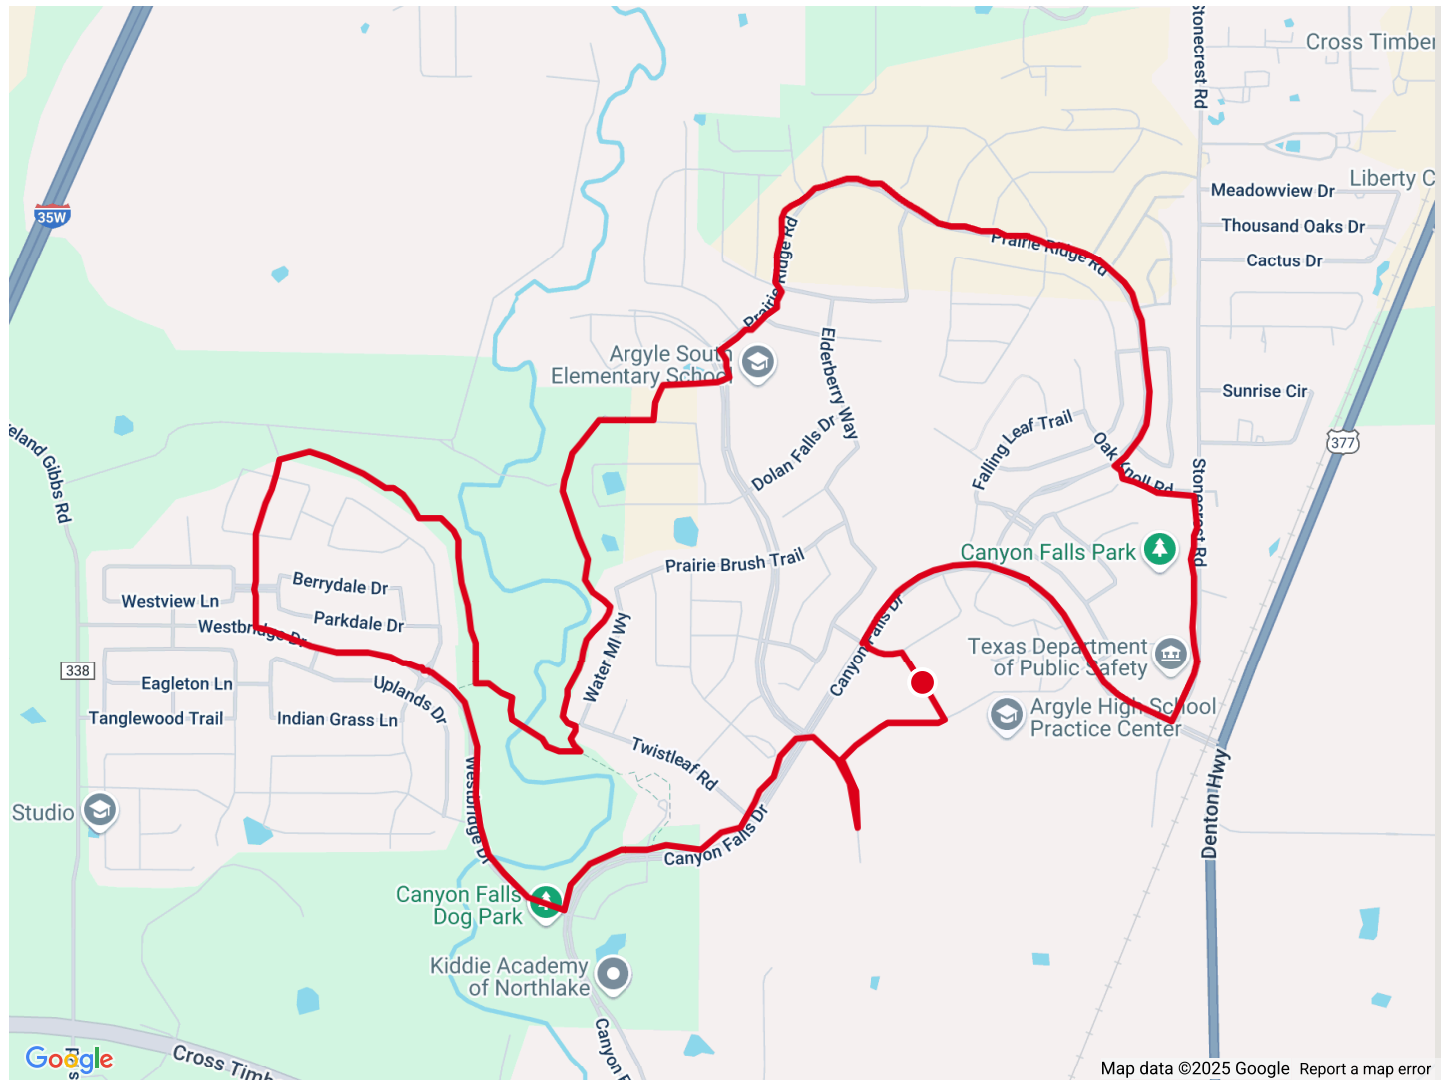 Stonecrest Rd
Cross Timber
35W
Meadowview Dr
Liberty C
Thousand Oaks Dr
Prairie Ridge Rd
Prairie Ridge Rd
Cactus Dr
Argyle South
Elementary School
Elderberry Way
Sunrise Cir
Falling Leaf Trail
Dolan Falls Dr
Oak Knoll Rd
377
eland Gibbs Rd
Stonecrest Rd
Canyon Falls Park
Prairie Brush Trail
Berrydale Dr
Westview Ln
Parkdale Dr
Westbridge Dr
Canyon Falls Dr
Water Ml Wy
Texas Department
of Public Safety
338
Eagleton Ln
Uplands Dr
Tanglewood Trail
Indian Grass Ln
Argyle High School
Practice Center
Twistleaf Rd
Westbridge Dr
Denton Hwy
Studio
Canyon Falls Dr
Canyon Falls
Dog Park
Kiddie Academy
of Northlake
Canyon F
Cross Timb
Google
Map data ©2025 Google
Report a map error